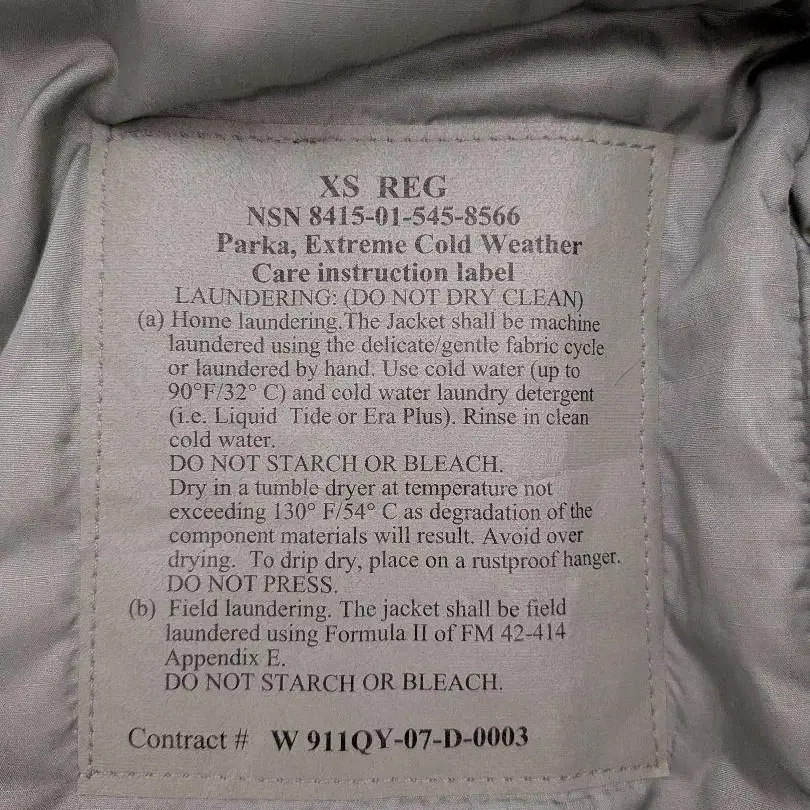 XS REG
NSN 8415-01-545-8566
Parka, Extreme Cold Weather
Care instruction label
LAUNDERING: (DO NOT DRY CLEAN)
(a) Home laundering.The Jacket shall be machine
laundered using the delicate/gentle fabric cycle
or laundered by hand. Use cold water (up to
90°F/32° C) and cold water laundry detergent
(i.e. Liquid Tide or Era Plus). Rinse in clean
cold water.
DO NOT STARCH OR BLEACH.
Dry in a tumble dryer at temperature not
exceeding 130° F/54° C as degradation of the
component materials will result. Avoid over
drying. To drip dry, place on a rustproof hanger.
DO NOT PRESS.
(b) Field laundering. The jacket shall be field
laundered using Formula II of FM 42-414
Appendix E.
DO NOT STARCH OR BLEACH.
Contract # W 911QY-07-D-0003